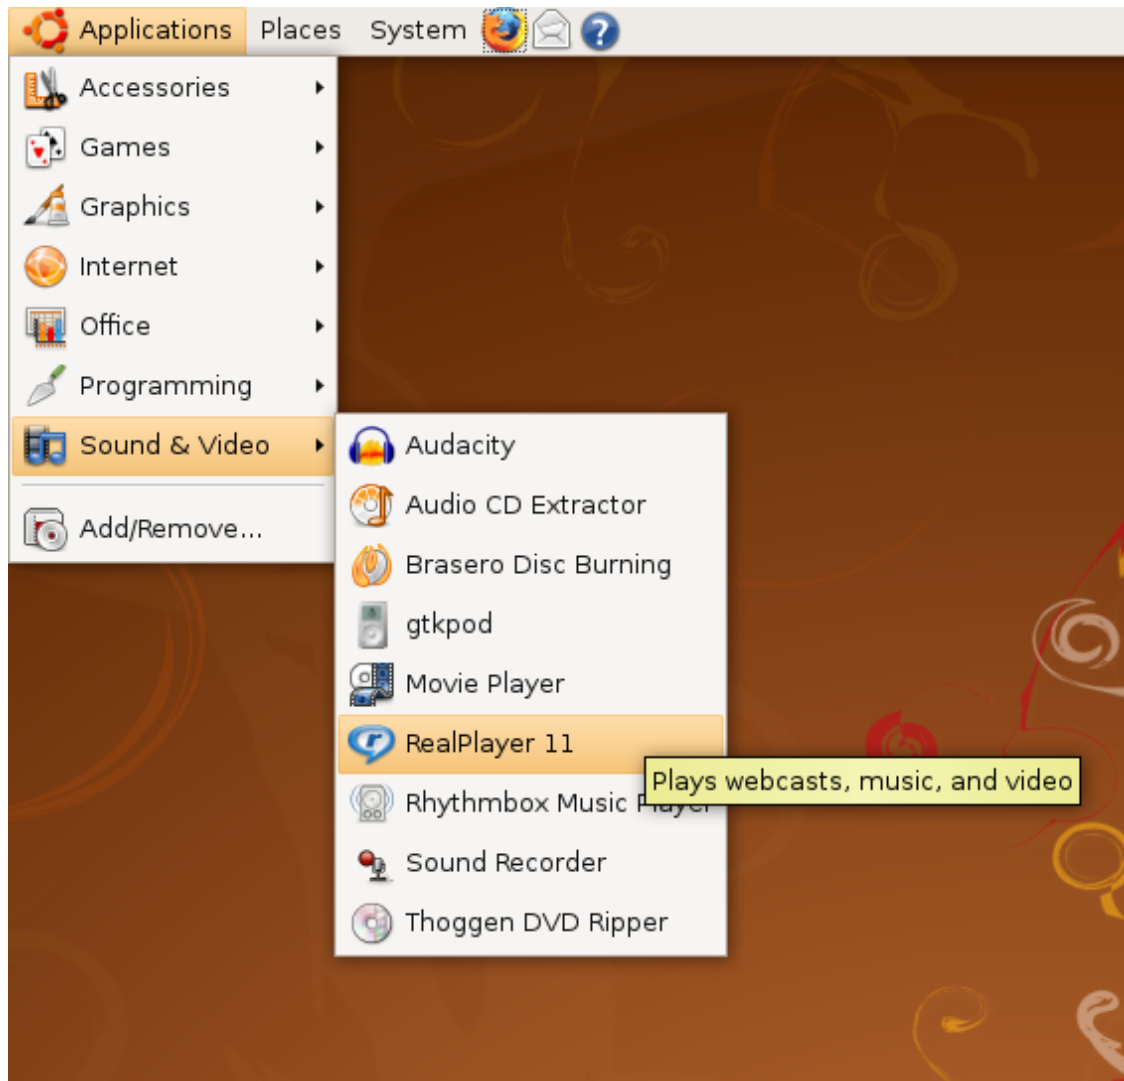 Applications Places System
Accessories
Games
Graphics
Internet
Office
Programming
Sound & Video
Add/Remove...
Audacity
Audio CD Extractor
Brasero Disc Burning
gtkpod
Movie Player
RealPlayer 11
Plays webcasts, music, and video
Rhythmbox Music Player
Sound Recorder
Thoggen DVD Ripper